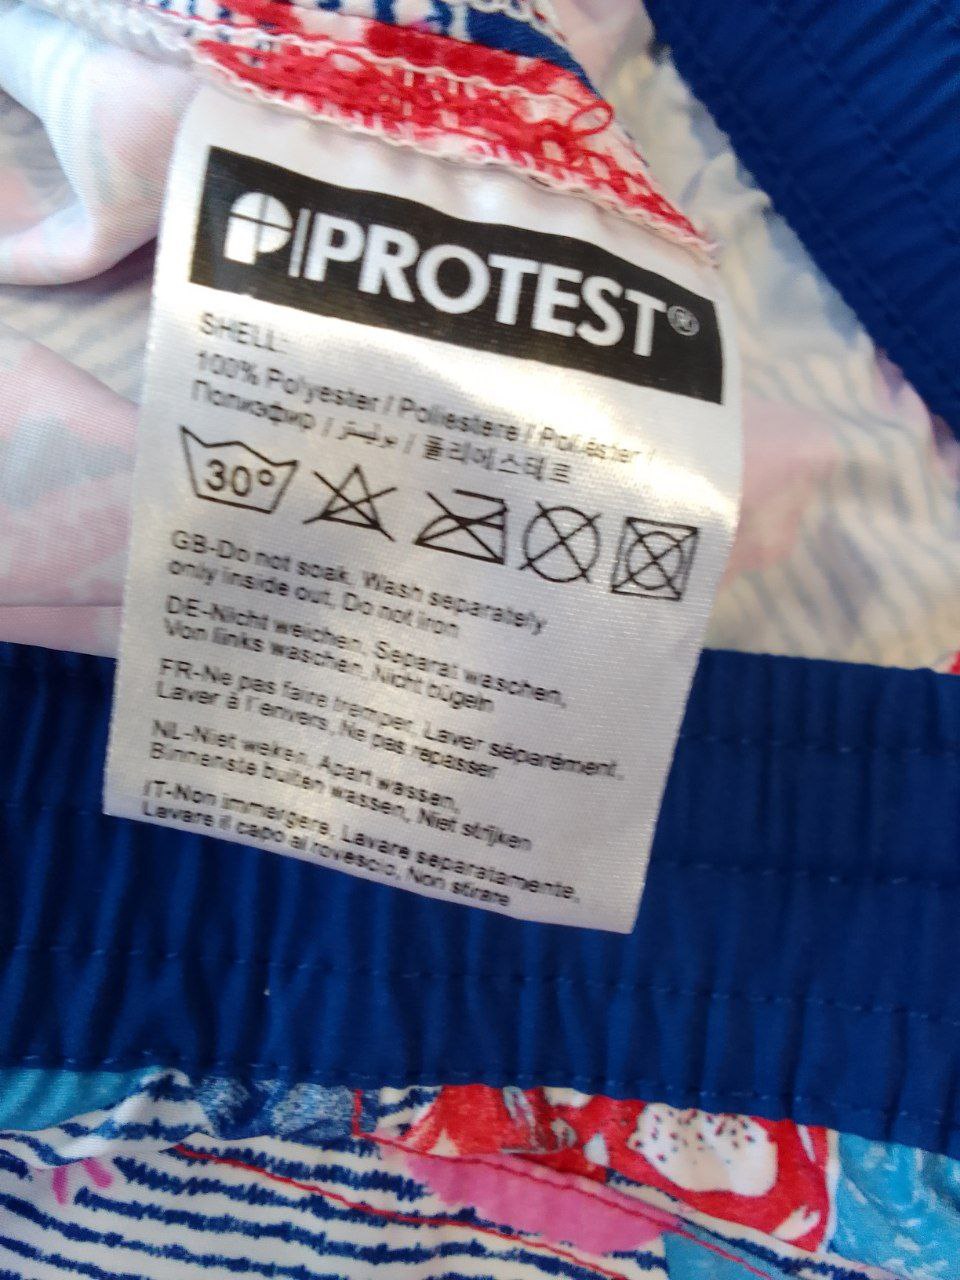 PROTEST®
SHELL:
100% Polyester / Poliestere / Poliéster /
Полиэфир / بوليستر / 폴리에스테르
30°
GB-Do not soak, Wash separately
only inside out, Do not iron
DE-Nicht weichen, Separat waschen,
Von links waschen, Nicht bügeln
FR-Ne pas faire tremper, Laver séparément,
Laver à l'envers, Ne pas repasser
NL-Niet weken, Apart wassen,
Binnenste buiten wassen, Niet strijken
IT-Non immergere, Lavare separatamente,
Lavare il capo al rovescio, Non stirare